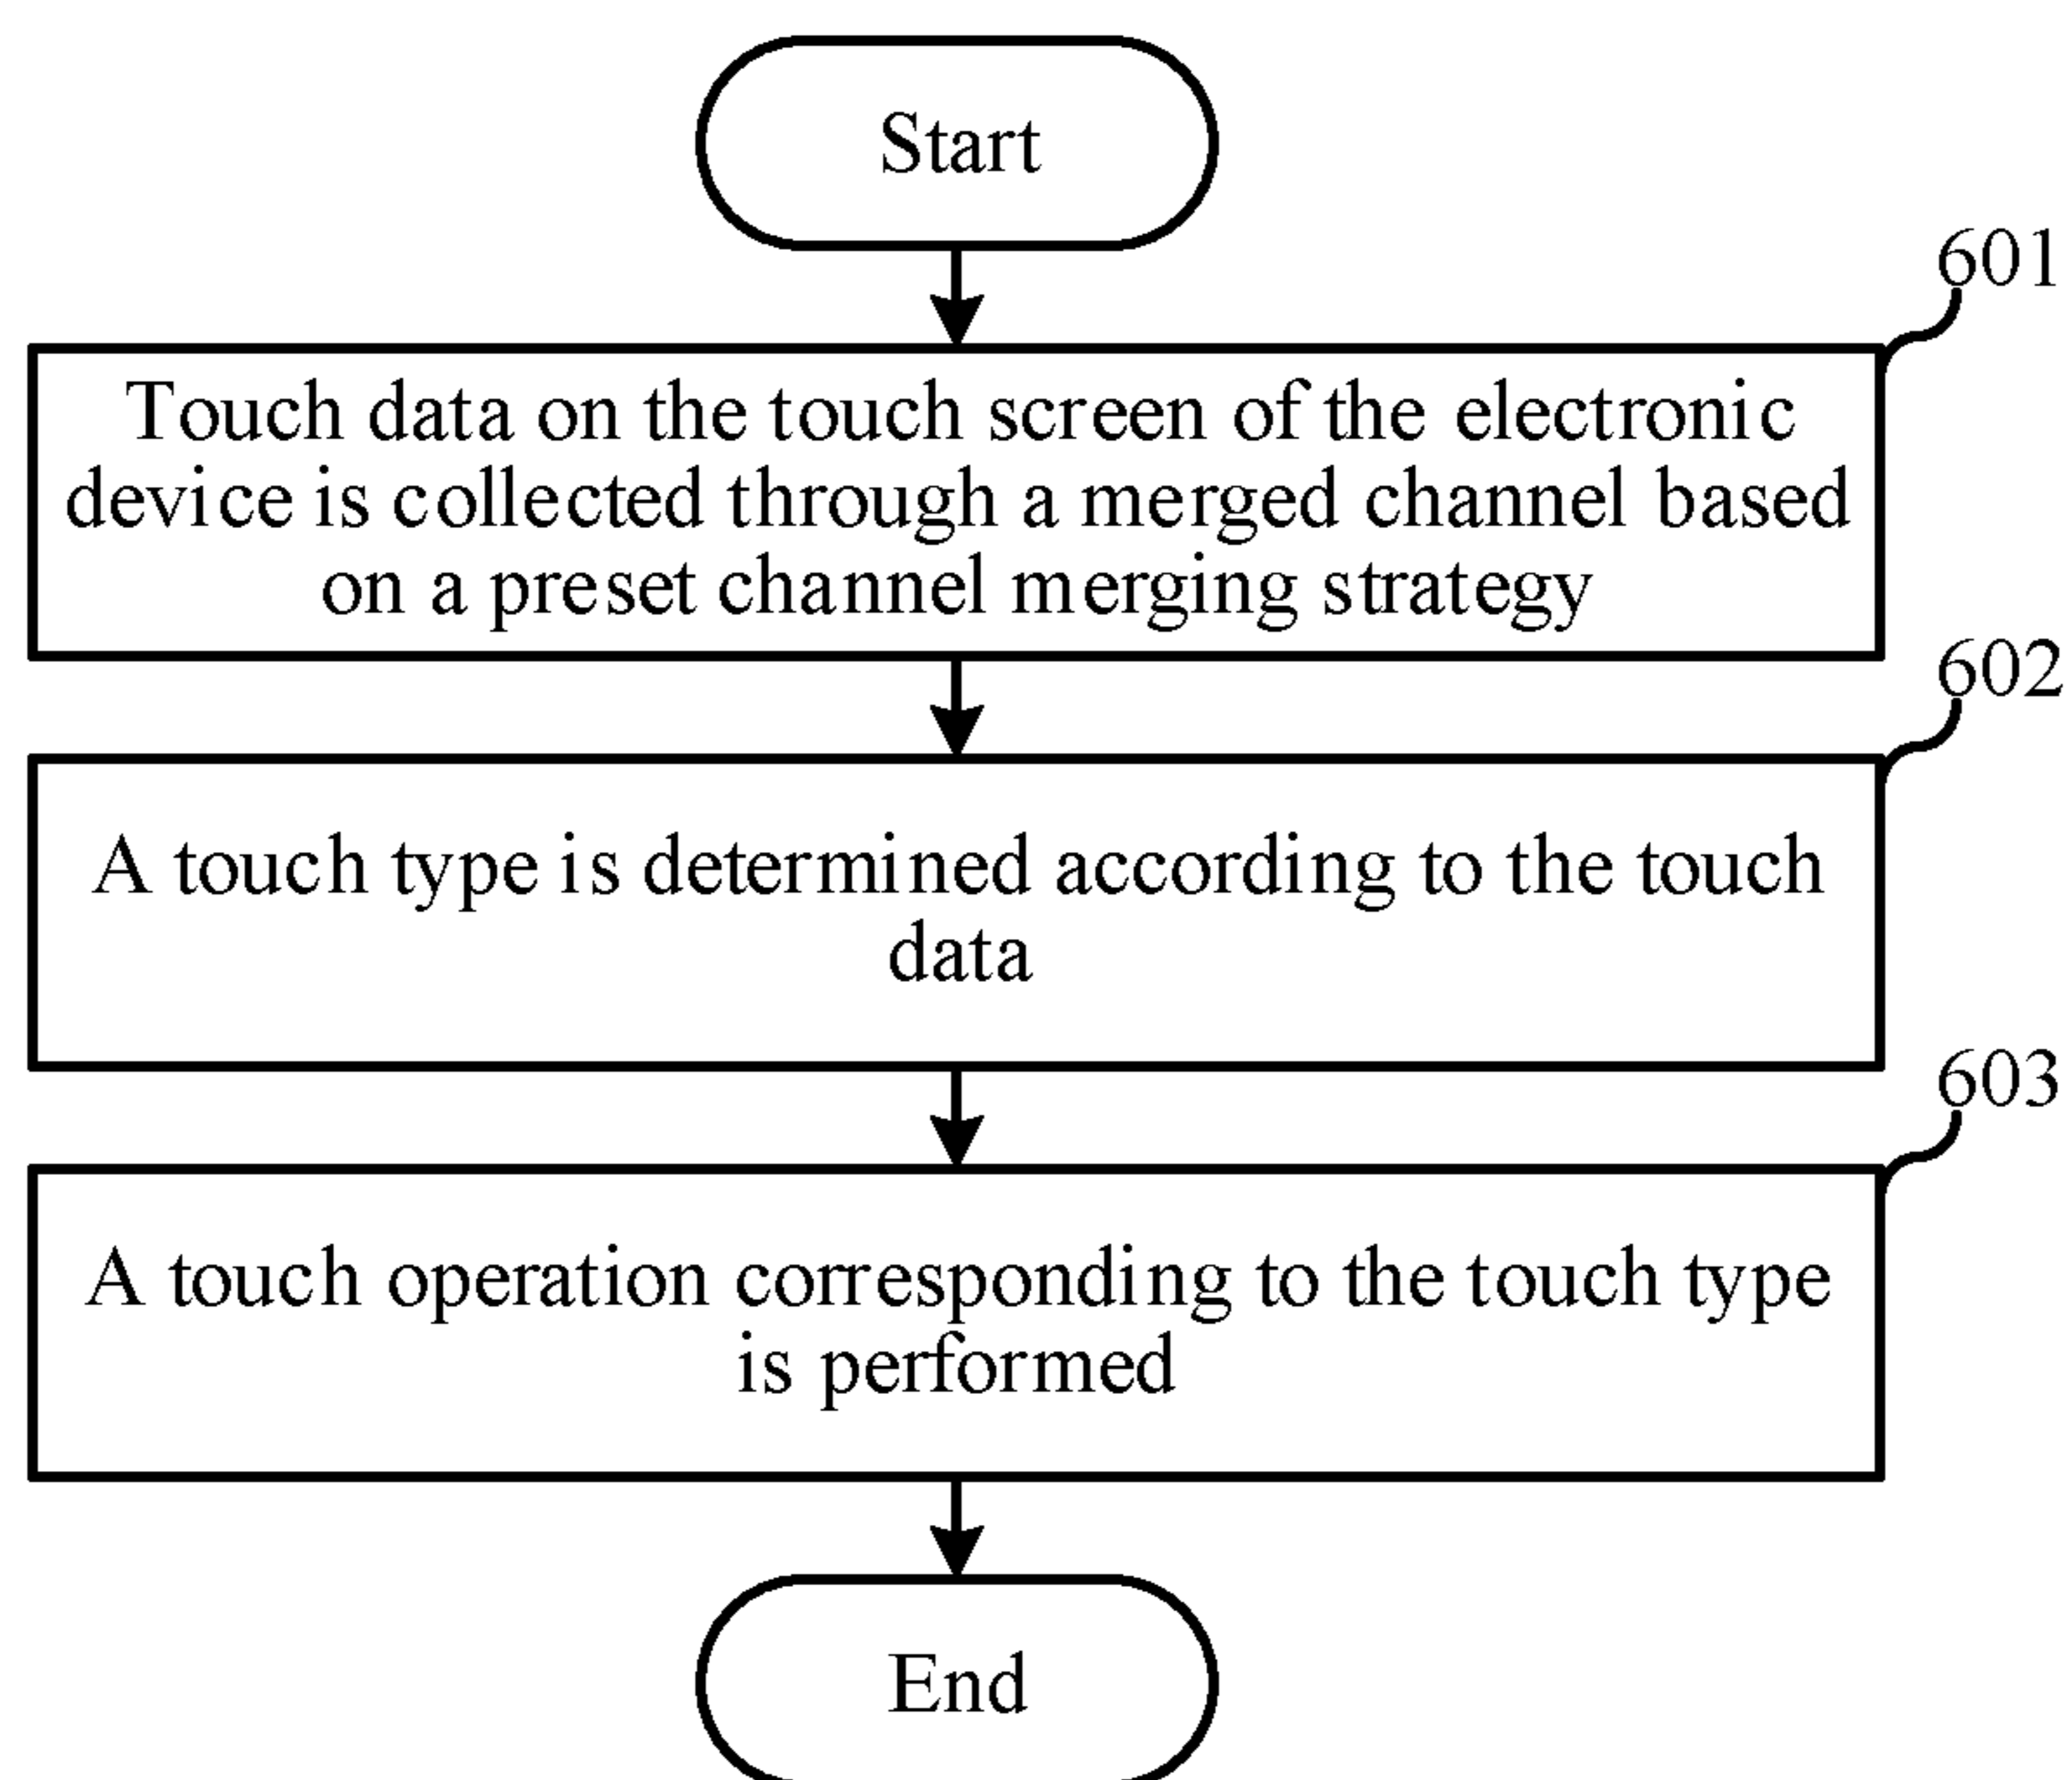 Start
601
Touch data on the touch screen of the electronic
device is collected through a merged channel based
on a preset channel merging strategy
602
A touch type is determined according to the touch
data
603
A touch operation corresponding to the touch type
is performed
End